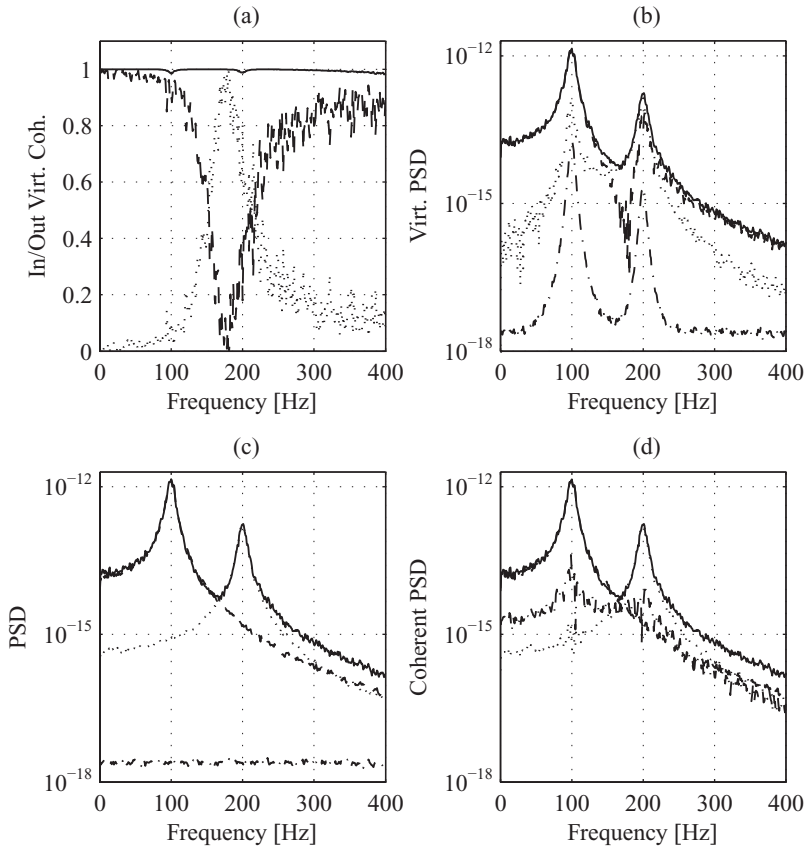 (a)
In/Out Virt. Coh.
1
0.8
0.6
0.4
0.2
0
0 100 200 300 400
Frequency [Hz]
(b)
Virt. PSD
10^−12
10^−15
10^−18
0 100 200 300 400
Frequency [Hz]
(c)
PSD
10^−12
10^−15
10^−18
0 100 200 300 400
Frequency [Hz]
(d)
Coherent PSD
10^−12
10^−15
10^−18
0 100 200 300 400
Frequency [Hz]